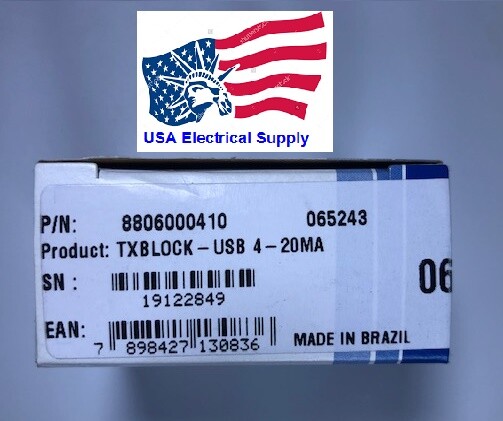 USA Electrical Supply
P/N: 8806000410 065243
Product: TXBLOCK-USB 4-20MA
SN: 19122849
06
EAN: 7 898427 130836
MADE IN BRAZIL